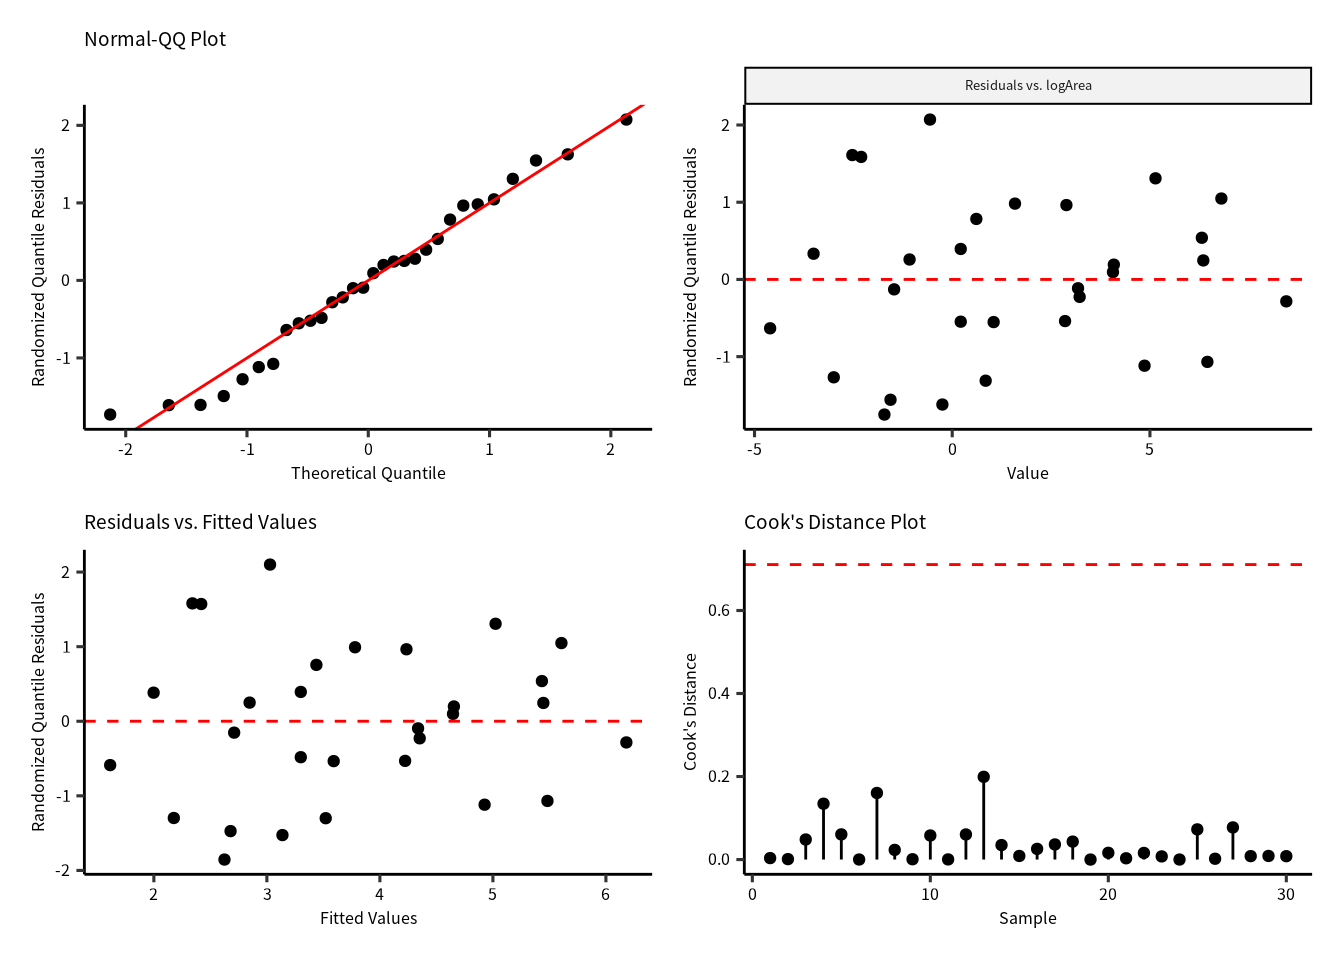 Normal-QQ Plot
Randomized Quantile Residuals
2
1
0
-1
-2
-1
0
1
2
Theoretical Quantile
Residuals vs. logArea
Randomized Quantile Residuals
2
1
0
-1
-5
0
5
Value
Residuals vs. Fitted Values
Randomized Quantile Residuals
2
1
0
-1
-2
2
3
4
5
6
Fitted Values
Cook's Distance Plot
Cook's Distance
0.6
0.4
0.2
0.0
0
10
20
30
Sample